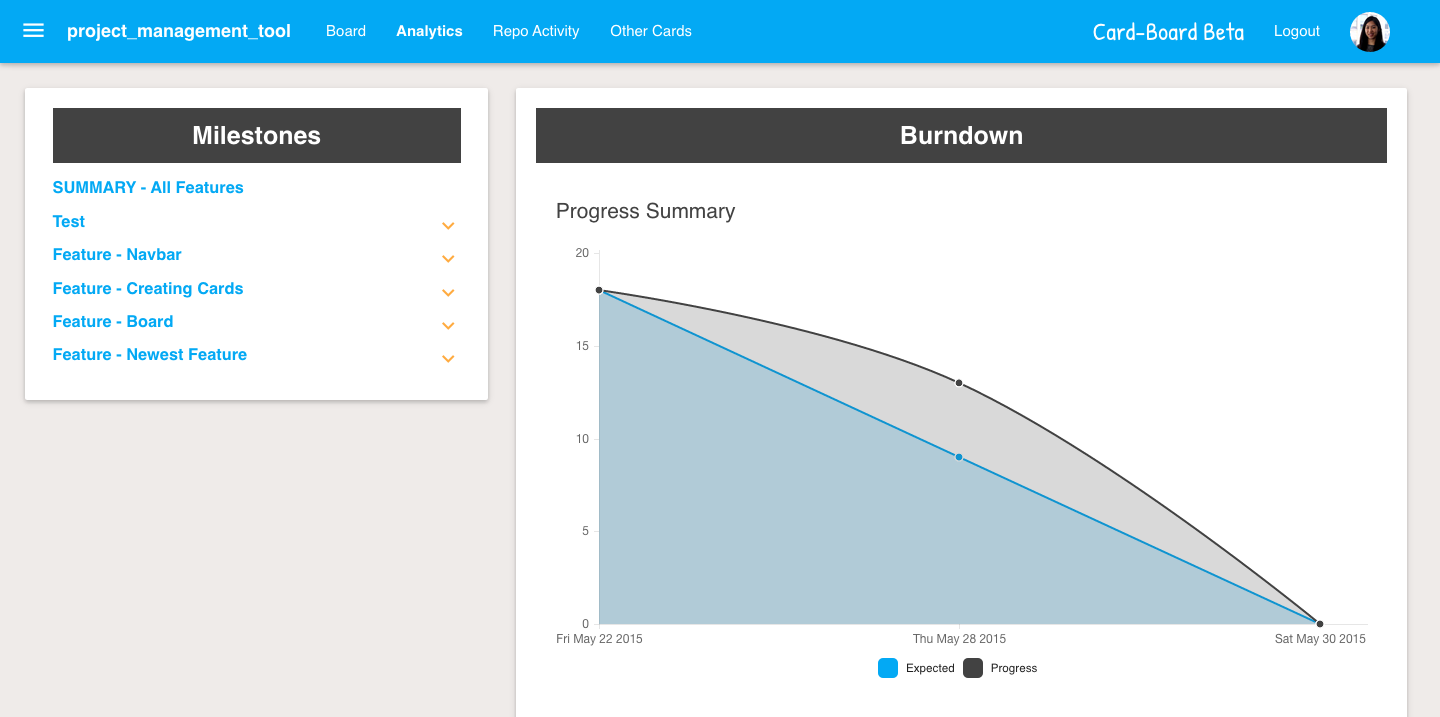 project_management_tool Board Analytics Repo Activity Other Cards Card-Board Beta Logout
Milestones
SUMMARY - All Features
Test
Feature - Navbar
Feature - Creating Cards
Feature - Board
Feature - Newest Feature
Burndown
Progress Summary
20
15
10
5
0
Fri May 22 2015 Thu May 28 2015 Sat May 30 2015
Expected Progress